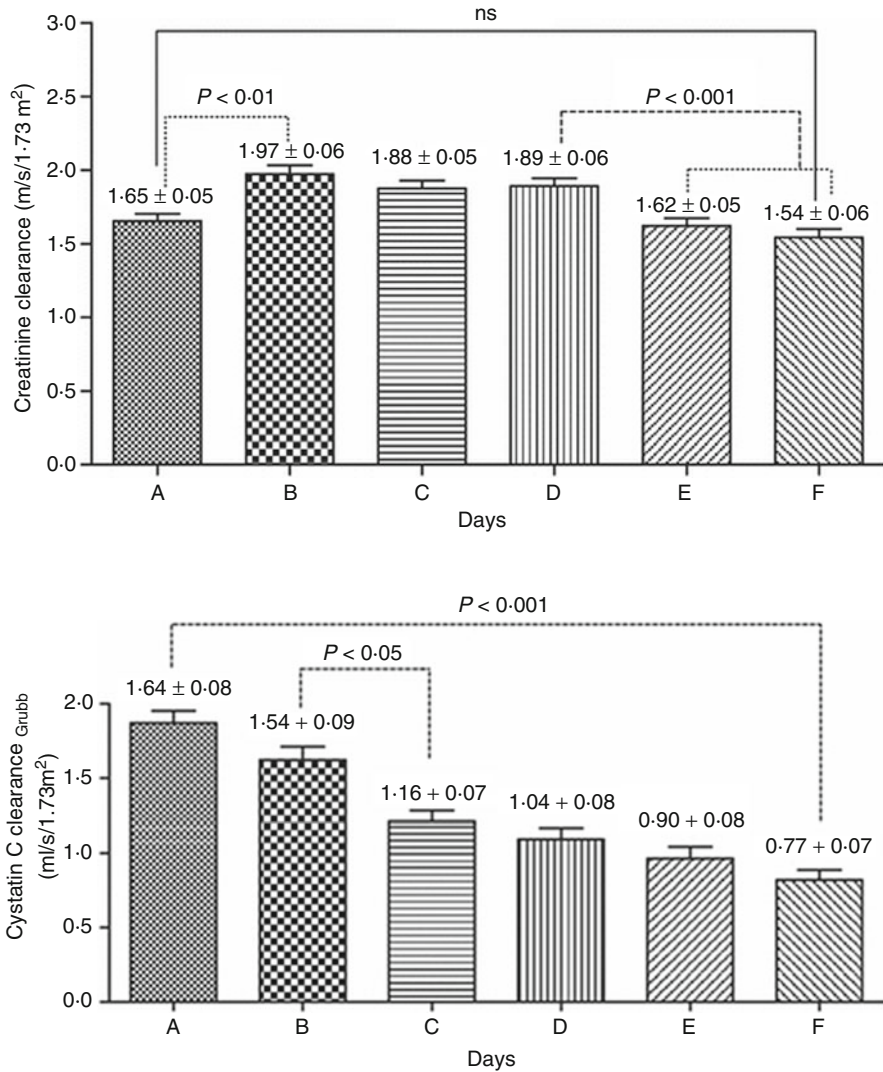 ns
3·0
2·5
2·0
1·5
1·0
0·5
0·0
Creatinine clearance (m/s/1·73 m²)
P < 0·01
P < 0·001
1·65 ± 0·05
1·97 ± 0·06
1·88 ± 0·05
1·89 ± 0·06
1·62 ± 0·05
1·54 ± 0·06
A B C D E F
Days
P < 0·001
P < 0·05
2·0
1·5
1·0
0·5
0·0
Cystatin C clearance Grubb
(ml/s/1.73m²)
1·64 ± 0·08
1·54 + 0·09
1·16 + 0·07
1·04 + 0·08
0·90 + 0·08
0·77 + 0·07
A B C D E F
Days